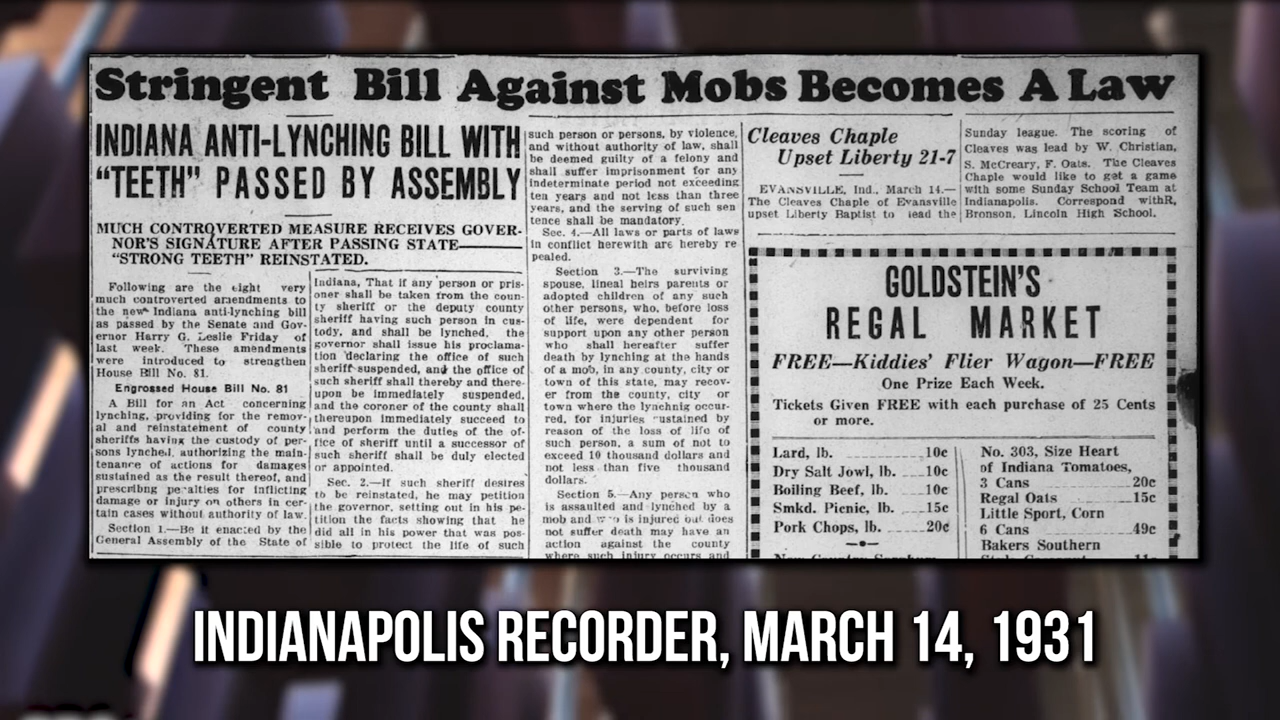 Stringent Bill Against Mobs Becomes A Law
INDIANA ANTI-LYNCHING BILL WITH
"TEETH" PASSED BY ASSEMBLY
MUCH CONTROVERTED MEASURE RECEIVES GOVER-
NOR'S SIGNATURE AFTER PASSING STATE
"STRONG TEETH" REINSTATED.
Following are the eight very
much controverted amendments to
the new Indiana anti-lynching bill
as passed by the Senate and Gov-
ernor Harry G. Leslie Friday of
last week. These amendments
were introduced to strengthen
House Bill No. 81.
Engrossed House Bill No. 81
A Bill for an Act concerning
lynching, providing for the remov-
al and reinstatement of county
sheriffs having the custody of per-
sons lynched, authorizing the main-
tenance of actions for damages
sustained as the result thereof, and
prescribng penalties for inflicting
damage or injury on others in cer-
tain cases without authority of law.
Section 1.—Be it enacted by the
General Assembly of the State of
Indiana, That if any person or pris-
oner shall be taken from the coun-
ty sheriff or the deputy county
sheriff having such person in cus-
tody, and shall be lynched, the
governor shall issue his proclama-
tion declaring the office of such
sheriff suspended, and the office of
such sheriff shall thereby and there-
upon be immediately suspended,
and the coroner of the county shall
thereupon immediately succeed to
and perform the duties of the of-
fice of sheriff until a successor of
such sheriff shall be duly elected
or appointed.
Sec. 2.—If such sheriff desires
to be reinstated, he may petition
the governor, setting out in his pe-
tition the facts showing that he
did all in his power that was pos-
sible to protect the life of such
such person or persons, by violence,
and without authority of law, shall
be deemed guilty of a felony and
shall suffer imprisonment for any
indeterminate period not exceeding
ten years and not less than three
years, and the serving of such sen
tence shall be mandatory.
Sec. 4.—All laws or parts of laws
in conflict herewith are hereby re
pealed.
Section 3.—The surviving
spouse, lineal heirs parents or
adopted children of any such
other persons, who, before loss
of life, were dependent for
support upon any other person
who shall hereafter suffer
death by lynching at the hands
of a mob, in any county, city or
town of this state, may recov-
er from the county, city or
town where the lynchnig occur-
red, for injuries sustained by
reason of the loss of life of
such person, a sum of not to
exceed 10 thousand dollars and
not less than five thousand
dollars.
Section 5.—Any person who
is assaulted and lynched by a
mob and who is injured but does
not suffer death may have an
action against the county
where such injury occurs and
Cleaves Chaple
Upset Liberty 21-7
EVANSVILLE, Ind., March 14.—
The Cleaves Chaple of Evansville
upset Liberty Baptist to lead the
Sunday league. The scoring of
Cleaves was lead by W. Christian,
S. McCreary, F. Oats. The Cleaves
Chaple would like to get a game
with some Sunday School Team at
Indianapolis. Correspond withR,
Bronson, Lincoln High School.
GOLDSTEIN'S
REGAL MARKET
FREE—Kiddies' Flier Wagon—FREE
One Prize Each Week.
Tickets Given FREE with each purchase of 25 Cents
or more.
Lard, lb. 10c
Dry Salt Jowl, lb. 10c
Boiling Beef, lb. 10c
Smkd. Picnic, lb. 15c
Pork Chops, lb. 20c
No. 303, Size Heart
of Indiana Tomatoes,
3 Cans 20c
Regal Oats 15c
Little Sport, Corn
6 Cans 49c
Bakers Southern
INDIANAPOLIS RECORDER, MARCH 14, 1931